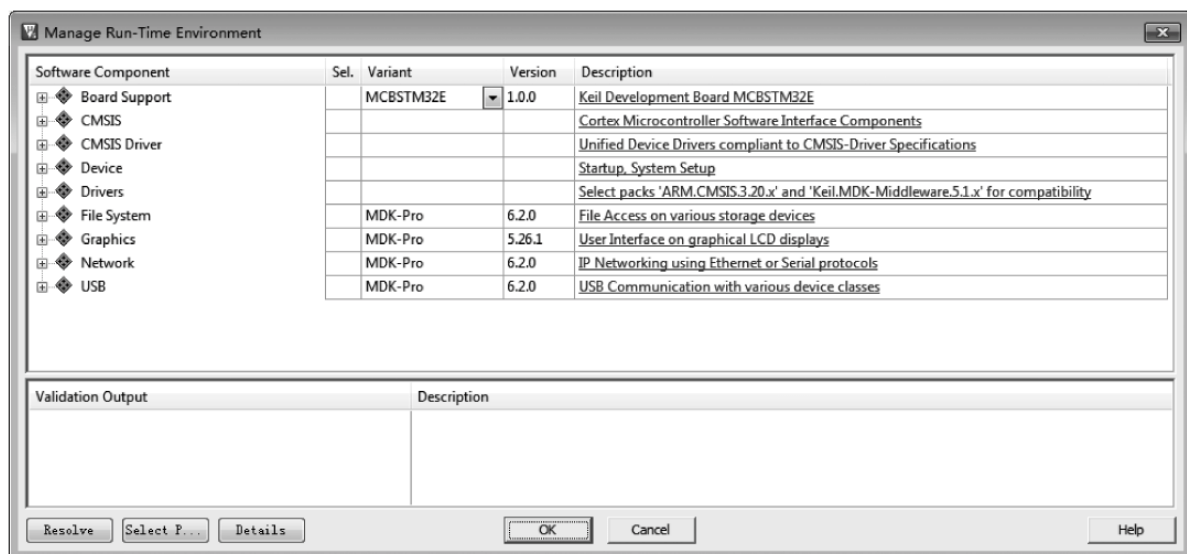 Manage Run-Time Environment
Software Component Sel. Variant Version Description
Board Support MCBSTM32E 1.0.0 Keil Development Board MCBSTM32E
CMSIS Cortex Microcontroller Software Interface Components
CMSIS Driver Unified Device Drivers compliant to CMSIS-Driver Specifications
Device Startup, System Setup
Drivers Select packs 'ARM.CMSIS.3.20.x' and 'Keil.MDK-Middleware.5.1.x' for compatibility
File System MDK-Pro 6.2.0 File Access on various storage devices
Graphics MDK-Pro 5.26.1 User Interface on graphical LCD displays
Network MDK-Pro 6.2.0 IP Networking using Ethernet or Serial protocols
USB MDK-Pro 6.2.0 USB Communication with various device classes
Validation Output Description
Resolve Select P... Details OK Cancel Help